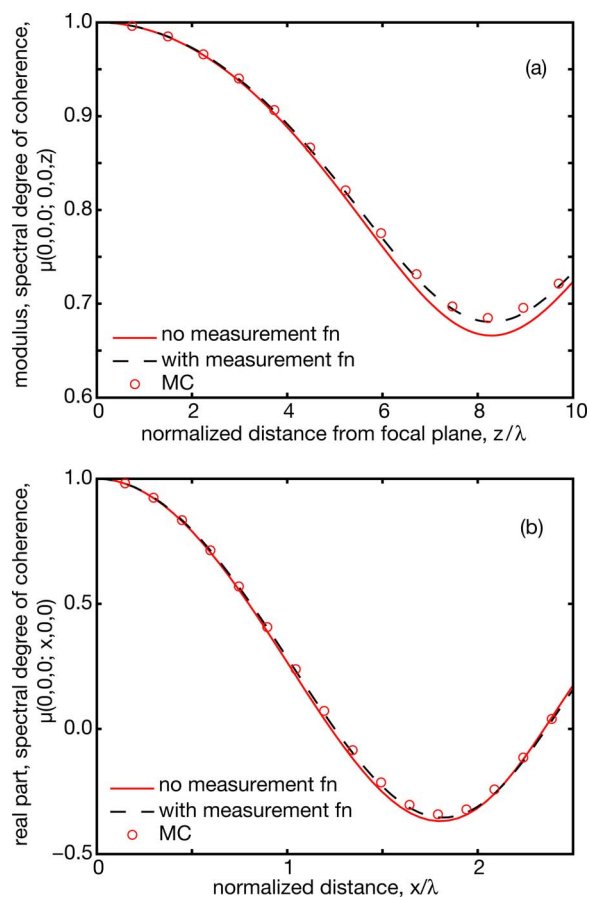 modulus, spectral degree of coherence,
μ(0,0,0; 0,0,z)
1.0
0.9
0.8
0.7
0.6
(a)
no measurement fn
with measurement fn
MC
0
2
4
6
8
10
normalized distance from focal plane, z/λ
real part, spectral degree of coherence,
μ(0,0,0; x,0,0)
1.0
0.5
0.0
−0.5
(b)
no measurement fn
with measurement fn
MC
0
1
2
normalized distance, x/λ